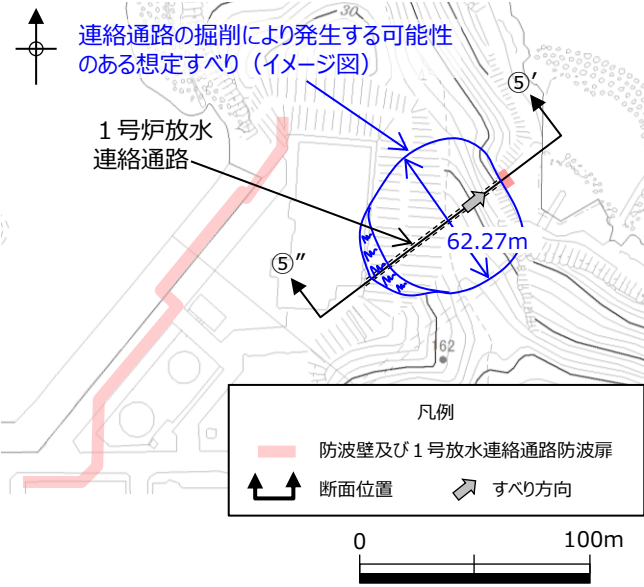 30
連絡通路の掘削により発生する可能性
のある想定すべり（イメージ図）
⑤′
１号炉放水
連絡通路
62.27m
⑤″
162
凡例
防波壁及び１号放水連絡通路防波扉
断面位置
すべり方向
0
100m